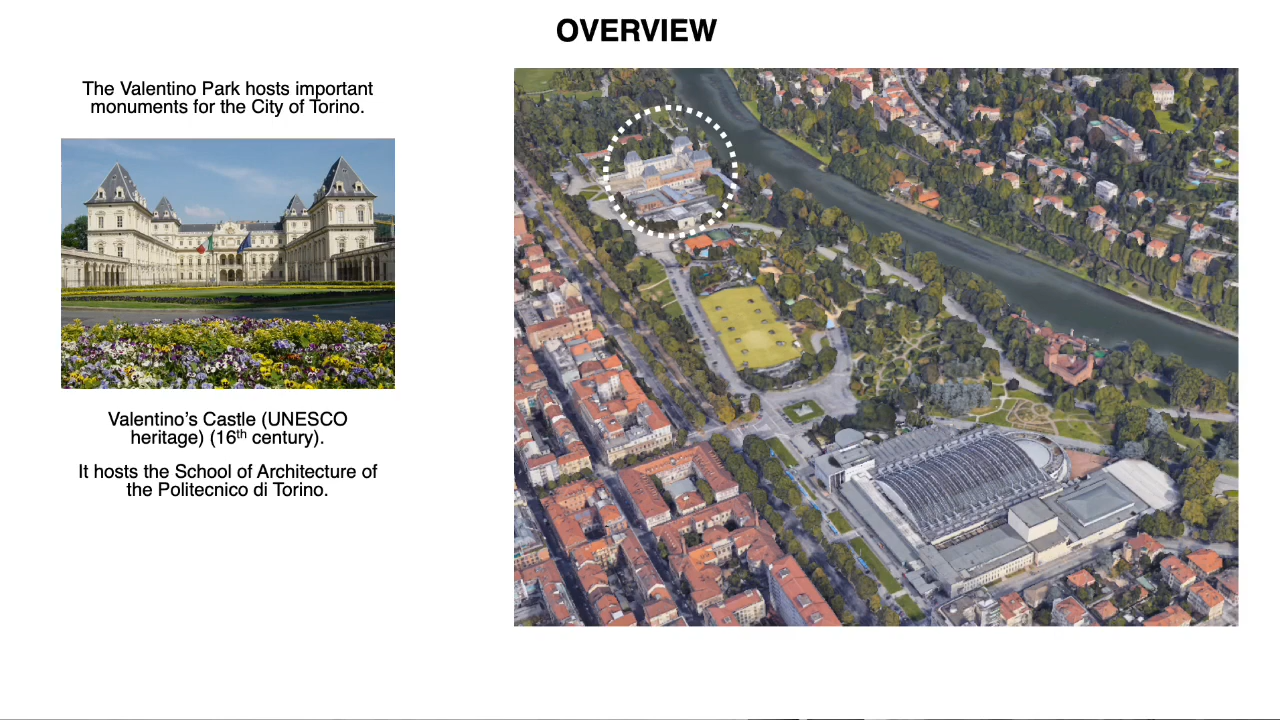 OVERVIEW
The Valentino Park hosts important
monuments for the City of Torino.
Valentino’s Castle (UNESCO
heritage) (16th century).
It hosts the School of Architecture of
the Politecnico di Torino.